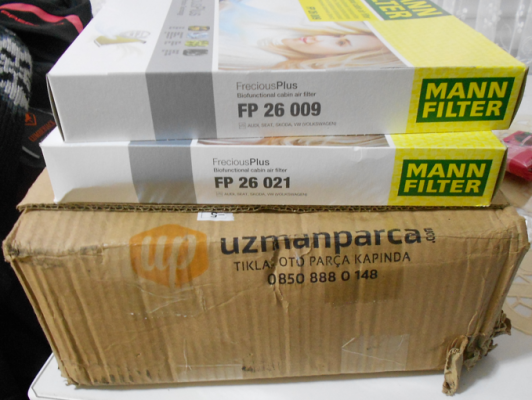 FreciousPlus
Biofunctional cabin air filter
FP 26 009
MANN
FILTER
FreciousPlus
Biofunctional cabin air filter
FP 26 021
MANN
FILTER
up uzmanparca.com
TIKLA, OTO PARÇA KAPINDA
0850 888 0 148